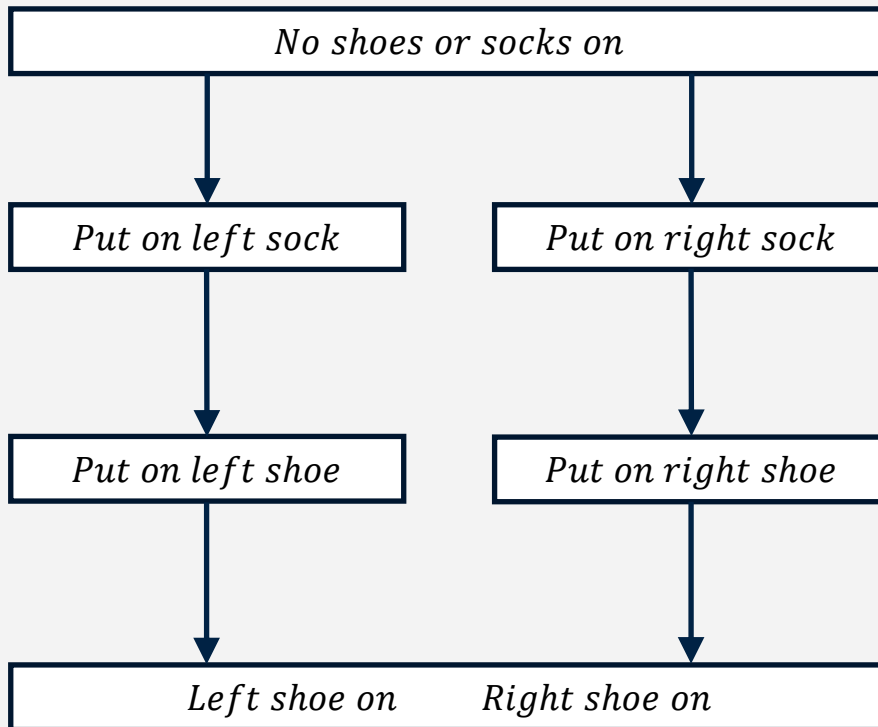 No shoes or socks on
Put on left sock
Put on right sock
Put on left shoe
Put on right shoe
Left shoe on Right shoe on